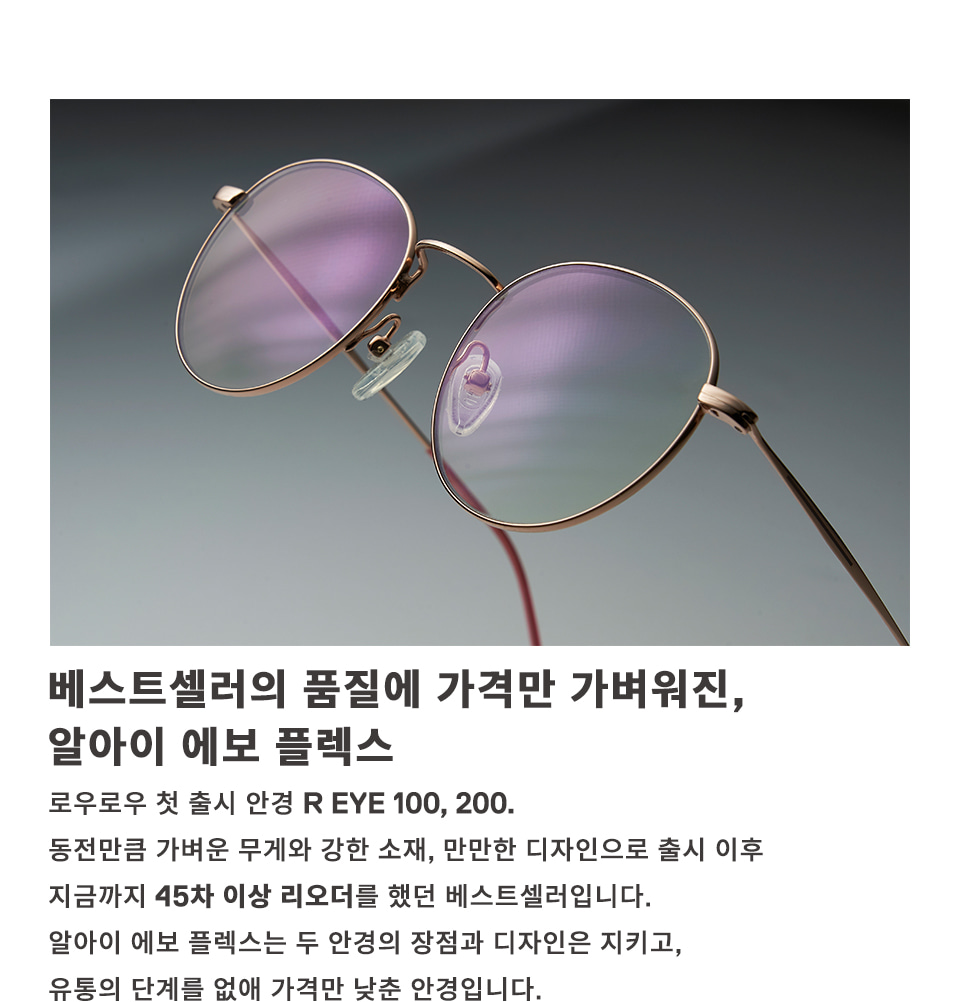 베스트셀러의 품질에 가격만 가벼워진,
알아이 에보 플렉스
로우로우 첫 출시 안경 R EYE 100, 200.
동전만큼 가벼운 무게와 강한 소재, 만만한 디자인으로 출시 이후
지금까지 45차 이상 리오더를 했던 베스트셀러입니다.
알아이 에보 플렉스는 두 안경의 장점과 디자인은 지키고,
유통의 단계를 없애 가격만 낮춘 안경입니다.